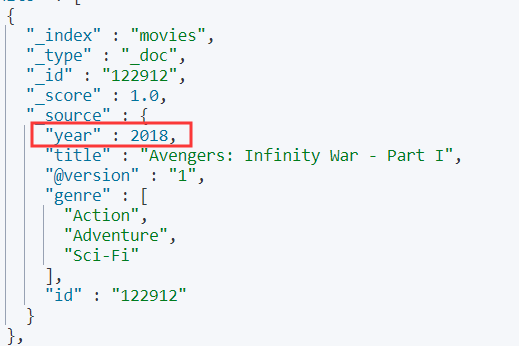 {
"_index" : "movies",
"_type" : "_doc",
"_id" : "122912",
"_score" : 1.0,
"_source" : {
"year" : 2018,
"title" : "Avengers: Infinity War - Part I",
"@version" : "1",
"genre" : [
"Action",
"Adventure",
"Sci-Fi"
],
"id" : "122912"
}
},